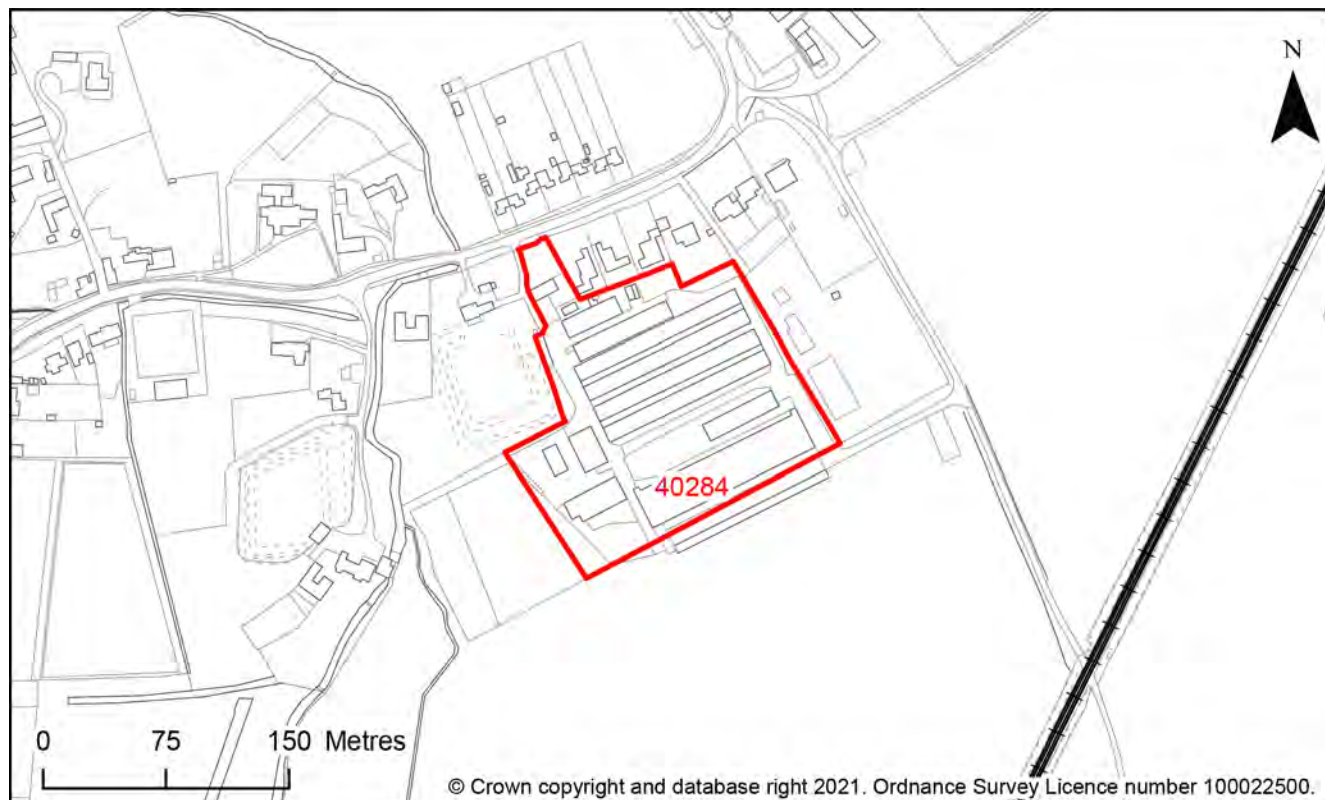 N
40284
0 75 150 Metres
© Crown copyright and database right 2021. Ordnance Survey Licence number 100022500.